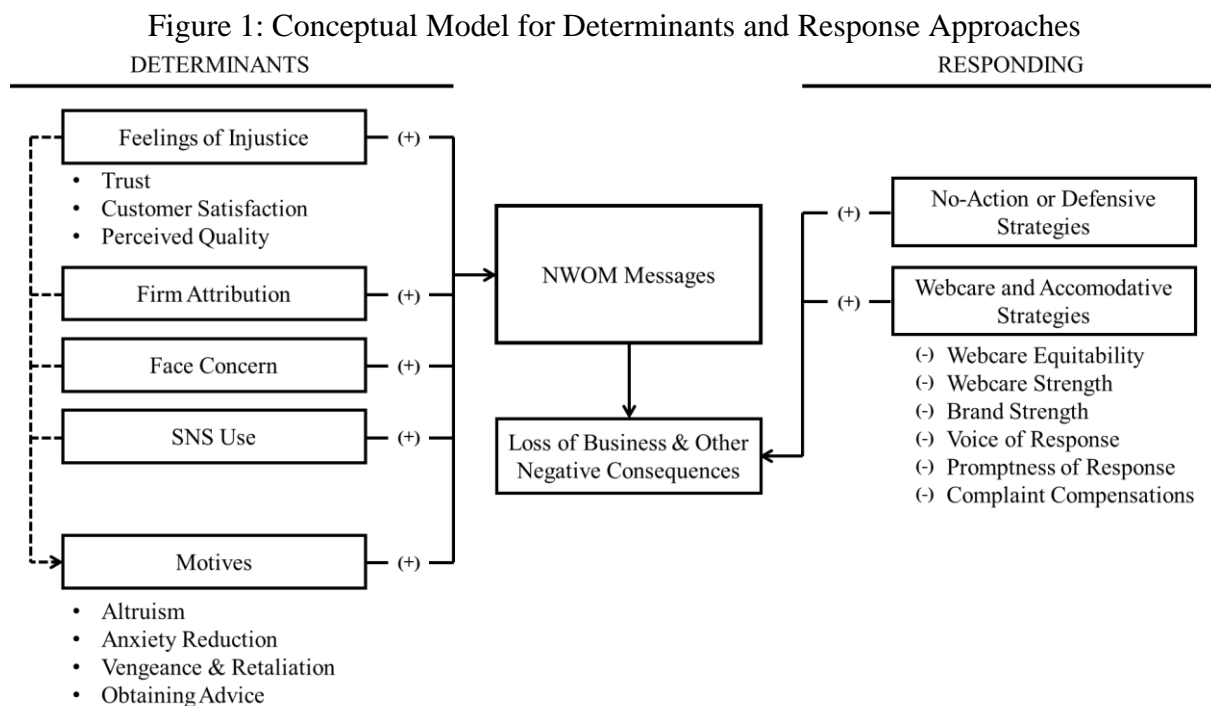 Figure 1: Conceptual Model for Determinants and Response Approaches
DETERMINANTS
Feelings of Injustice
(+)
• Trust
• Customer Satisfaction
• Perceived Quality
Firm Attribution
(+)
Face Concern
(+)
SNS Use
(+)
Motives
(+)
• Altruism
• Anxiety Reduction
• Vengeance & Retaliation
• Obtaining Advice
NWOM Messages
Loss of Business & Other
Negative Consequences
RESPONDING
(+)
No-Action or Defensive
Strategies
(+)
Webcare and Accomodative
Strategies
(-) Webcare Equitability
(-) Webcare Strength
(-) Brand Strength
(-) Voice of Response
(-) Promptness of Response
(-) Complaint Compensations